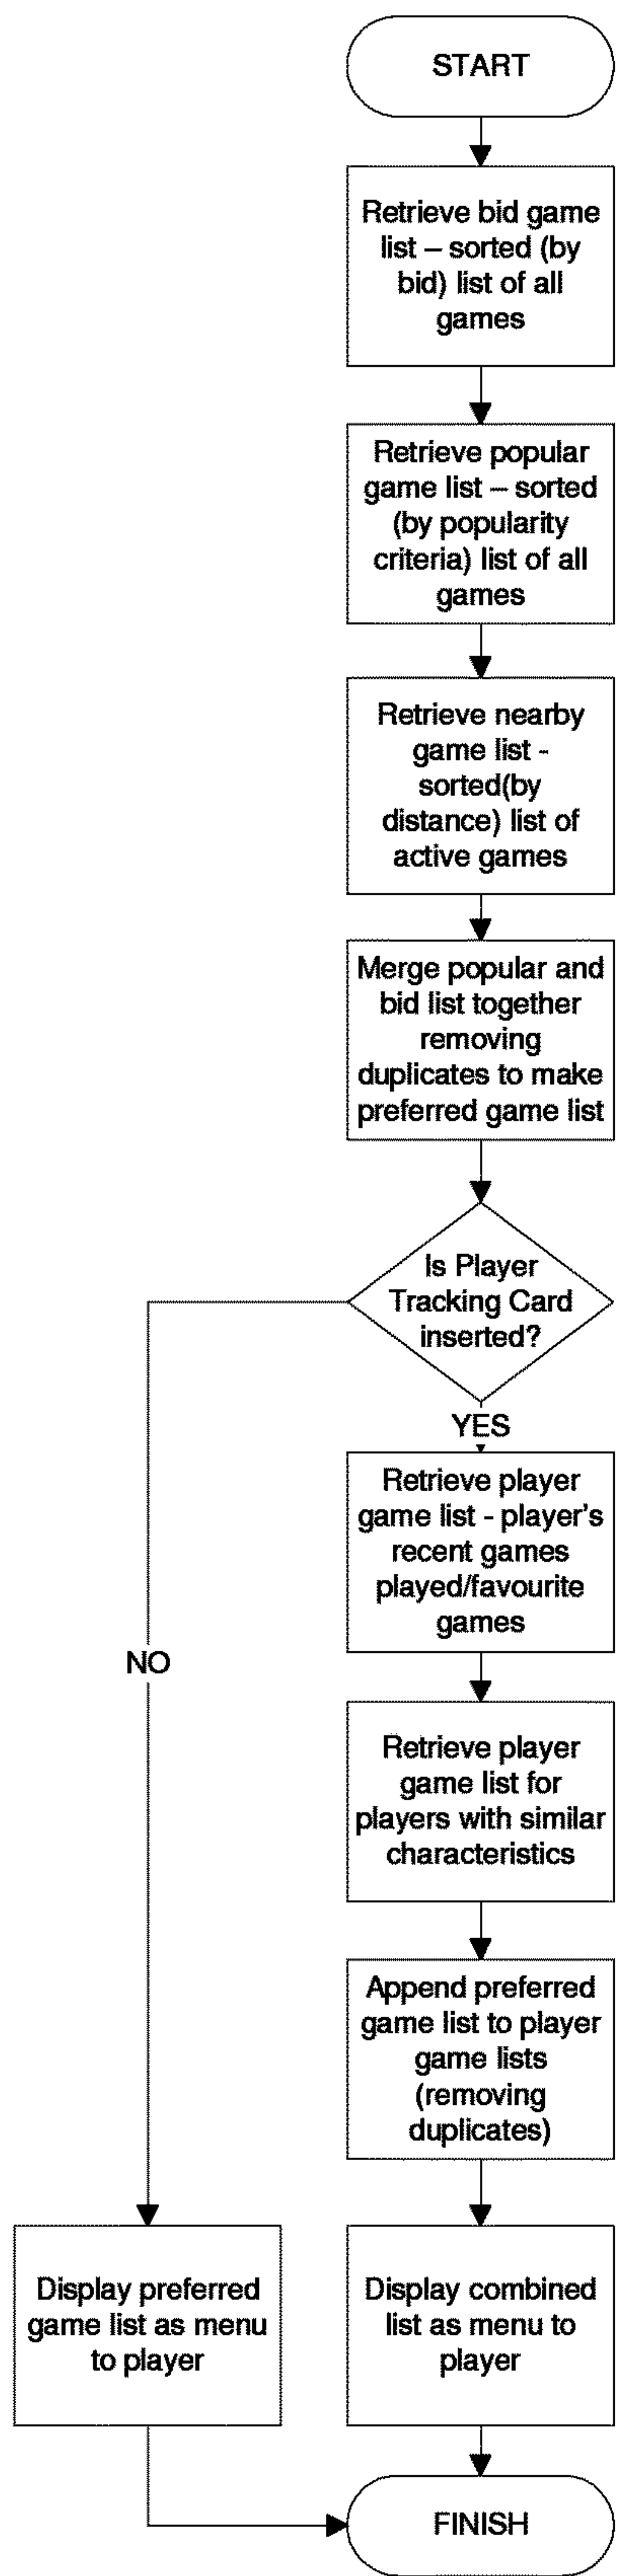 START
Retrieve bid game
list – sorted (by
bid) list of all
games
Retrieve popular
game list – sorted
(by popularity
criteria) list of all
games
Retrieve nearby
game list -
sorted(by
distance) list of
active games
Merge popular and
bid list together
removing
duplicates to make
preferred game list
Is Player
Tracking Card
inserted?
YES
Retrieve player
game list - player's
recent games
played/favourite
games
NO
Retrieve player
game list for
players with similar
characteristics
Append preferred
game list to player
game lists
(removing
duplicates)
Display preferred
game list as menu
to player
Display combined
list as menu to
player
FINISH